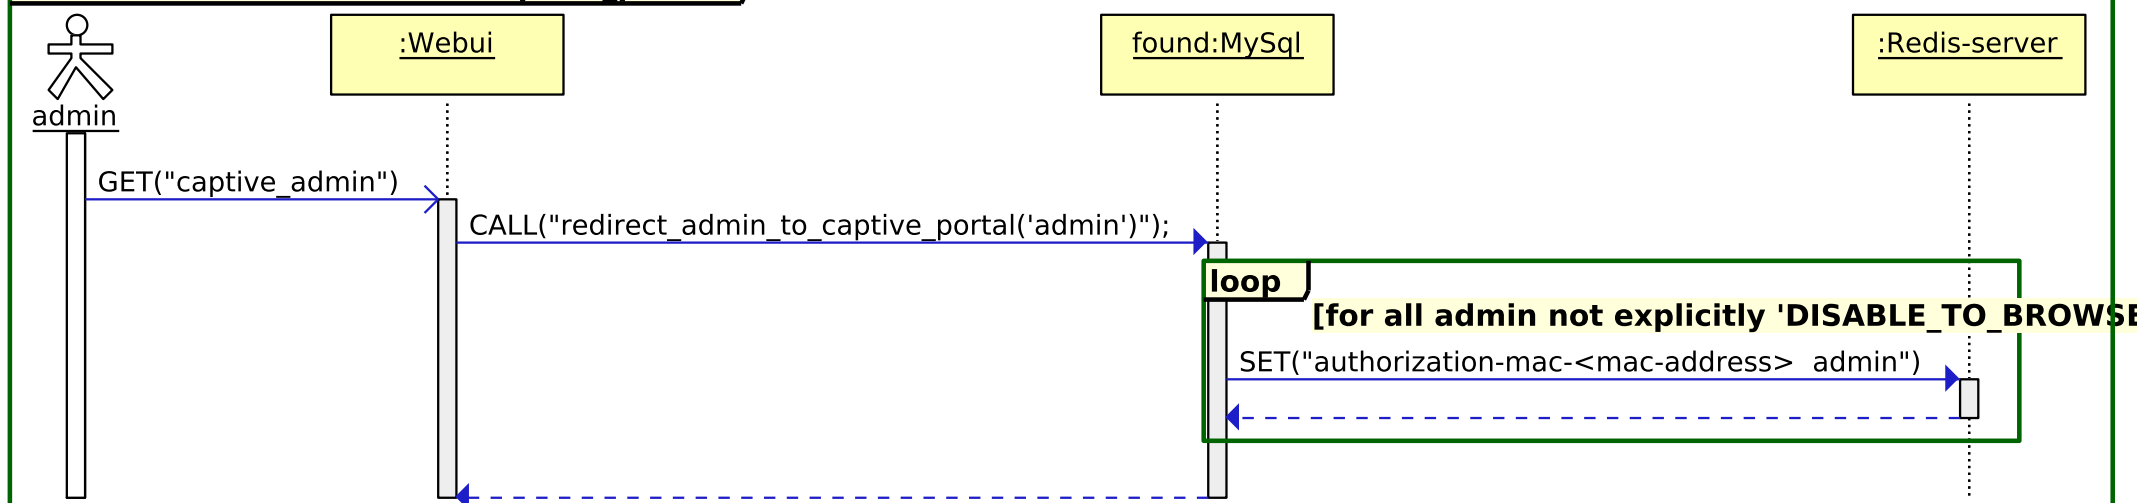 :Webui
found:MySql
:Redis-server
admin
GET("captive_admin")
CALL("redirect_admin_to_captive_portal('admin')");
loop
[for all admin not explicitly 'DISABLE_TO_BROWSE
SET("authorization-mac-<mac-address>  admin")